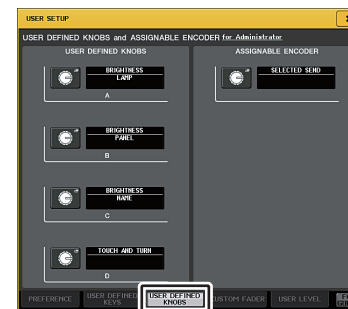 USER SETUP
USER DEFINED KNOBS and ASSIGNABLE ENCODER for Administrator
USER DEFINED KNOBS
ASSIGNABLE ENCODER
BRIGHTNESS
LAMP
A
SELECTED SEND
BRIGHTNESS
PANEL
B
BRIGHTNESS
NAME
C
TOUCH AND TURN
D
PREFERENCE
USER DEFINED
KEYS
USER DEFINED
KNOBS
CUSTOM FADER
USER LEVEL